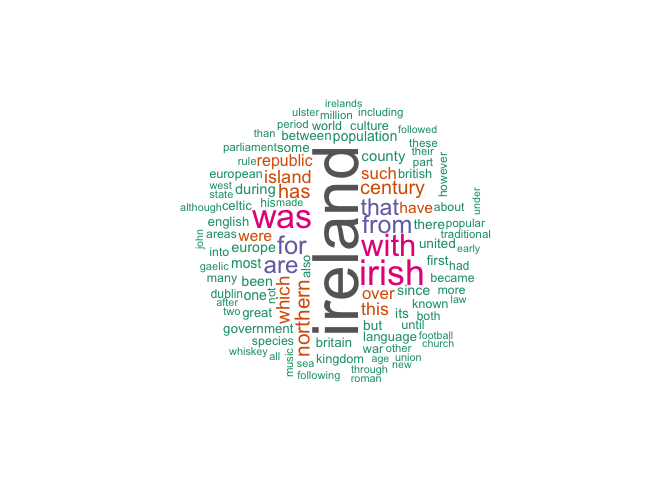 irelands
ulster million including
period world culture followed
than between population these
parliament some their
rule republic county part
european island such british however
west during has century
state
although celtic his made that have about under
english was from there popular
john areas were for with united early
into europe are irish first had
gaelic most also became
many been which over since more
dublin one not this its known law
after
two great northern ireland but until both
government language football
species britain war other church
whiskey all music sea kingdom age union
new
following through
roman